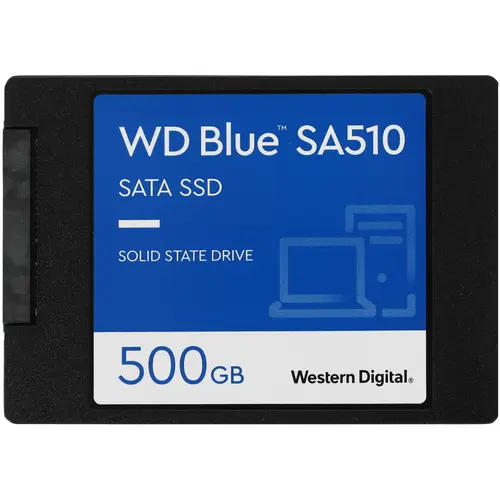 WD Blue™ SA510
SATA SSD
SOLID STATE DRIVE
500GB
Western Digital®